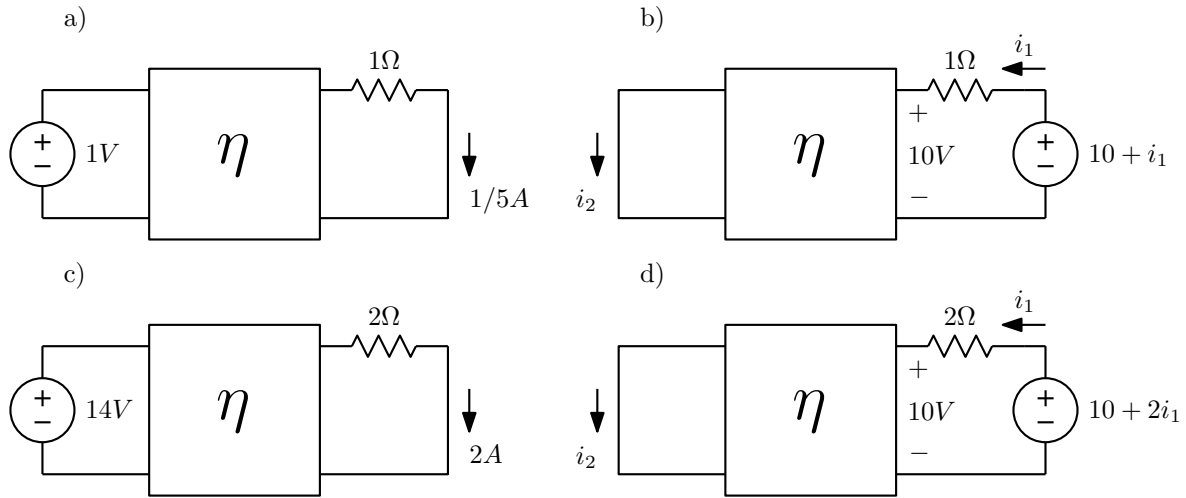 a)
1Ω
+
−
1V
η
1/5A
b)
i₁
1Ω
+
10V
−
+
−
10 + i₁
i₂
η
c)
2Ω
+
−
14V
η
2A
d)
i₁
2Ω
+
10V
−
+
−
10 + 2i₁
i₂
η